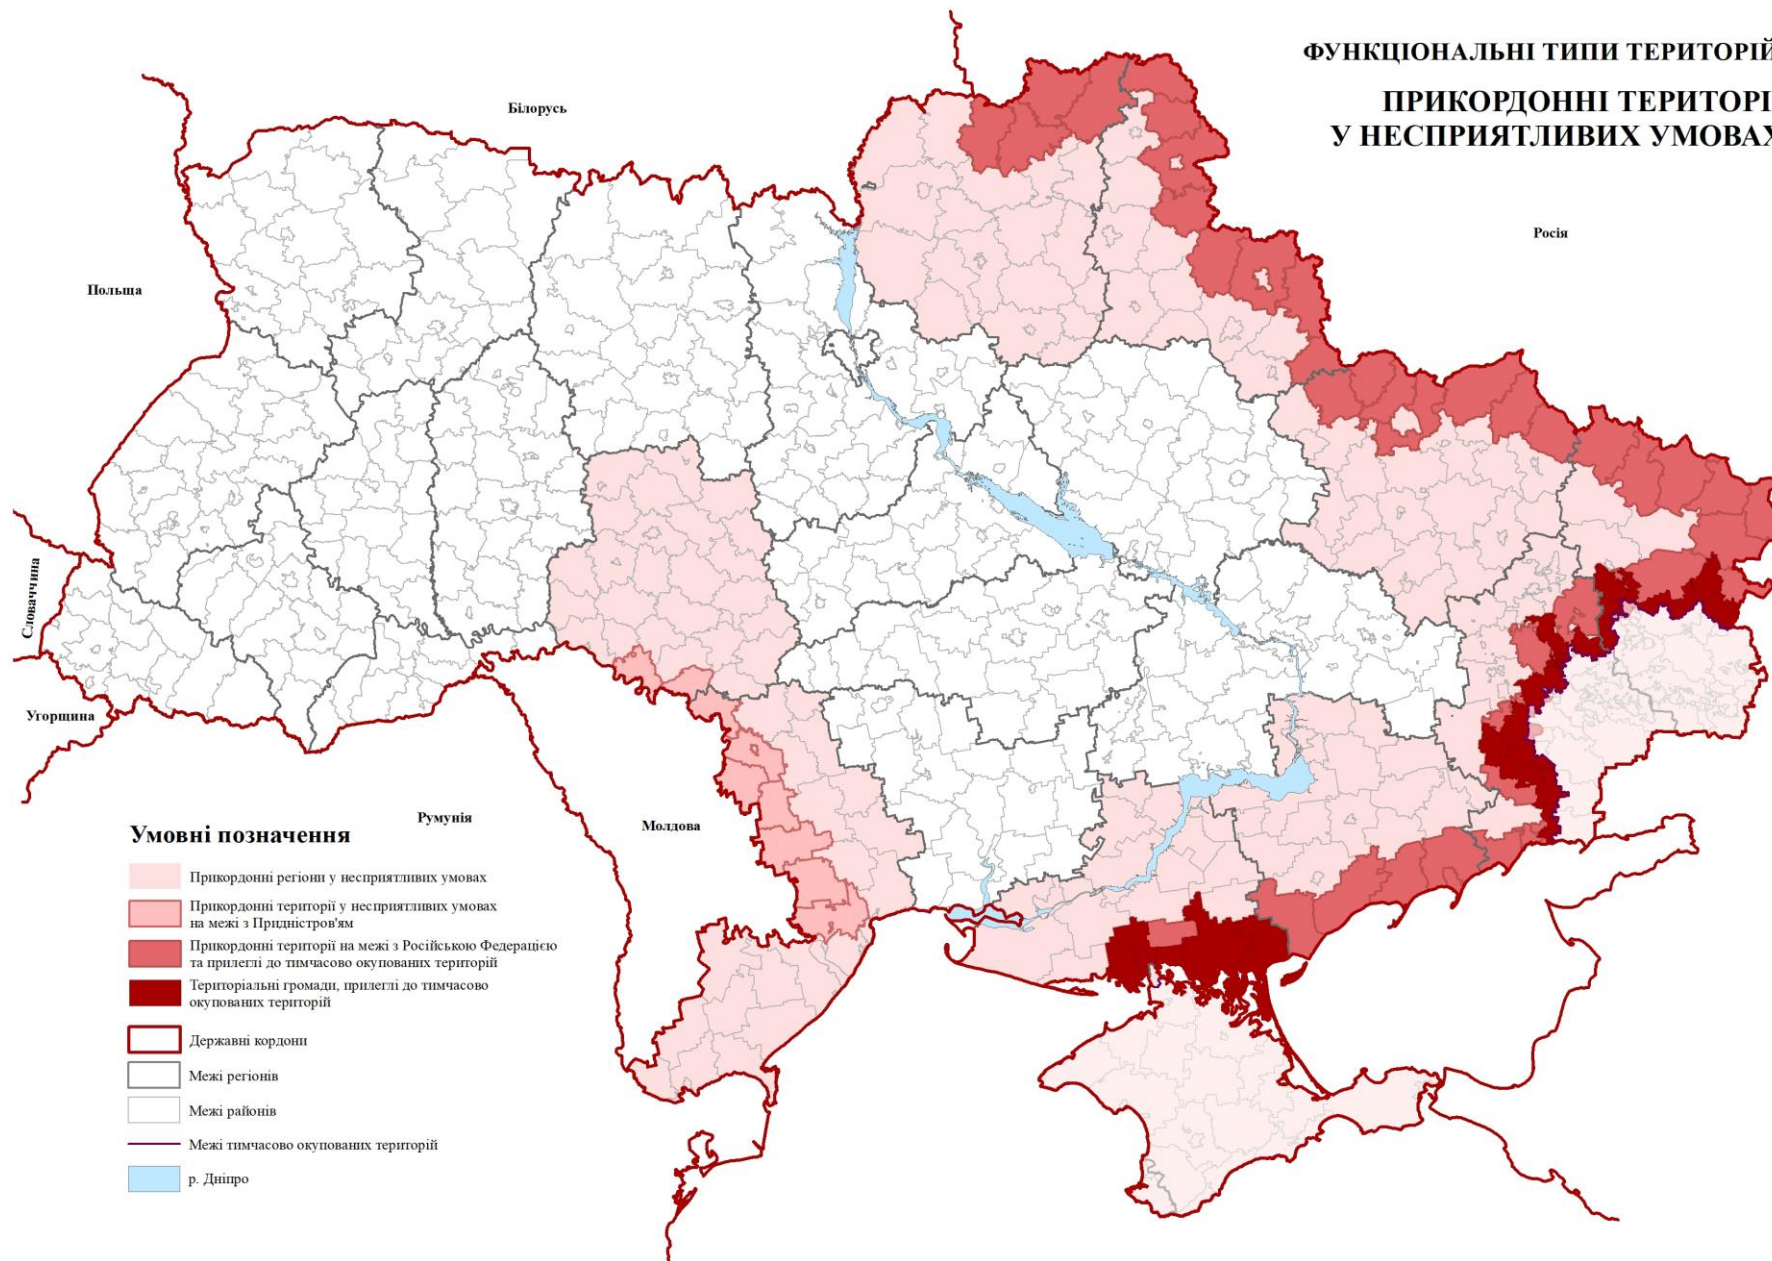 ФУНКЦІОНАЛЬНІ ТИПИ ТЕРИТОРІЙ
ПРИКОРДОННІ ТЕРИТОРІ
У НЕСПРИЯТЛИВИХ УМОВАХ
Білорусь
Росія
Польща
Словаччина
Угорщина
Румунія
Молдова
Умовні позначення
Прикордонні регіони у несприятливих умовах
Прикордонні території у несприятливих умовах
на межі з Придністров'ям
Прикордонні території на межі з Російською Федерацією
та прилеглі до тимчасово окупованих територій
Територіальні громади, прилеглі до тимчасово
окупованих територій
Державні кордони
Межі регіонів
Межі районів
Межі тимчасово окупованих територій
р. Дніпро